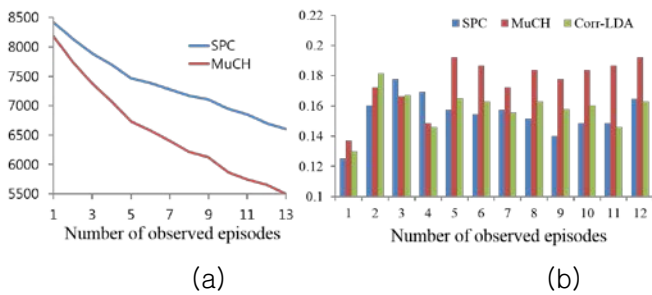 8500
8000
7500
7000
6500
6000
5500
SPC
MuCH
1 3 5 7 9 11 13
Number of observed episodes
(a)
0.22
0.2
0.18
0.16
0.14
0.12
0.1
SPC MuCH Corr-LDA
1 2 3 4 5 6 7 8 9 10 11 12
Number of observed episodes
(b)